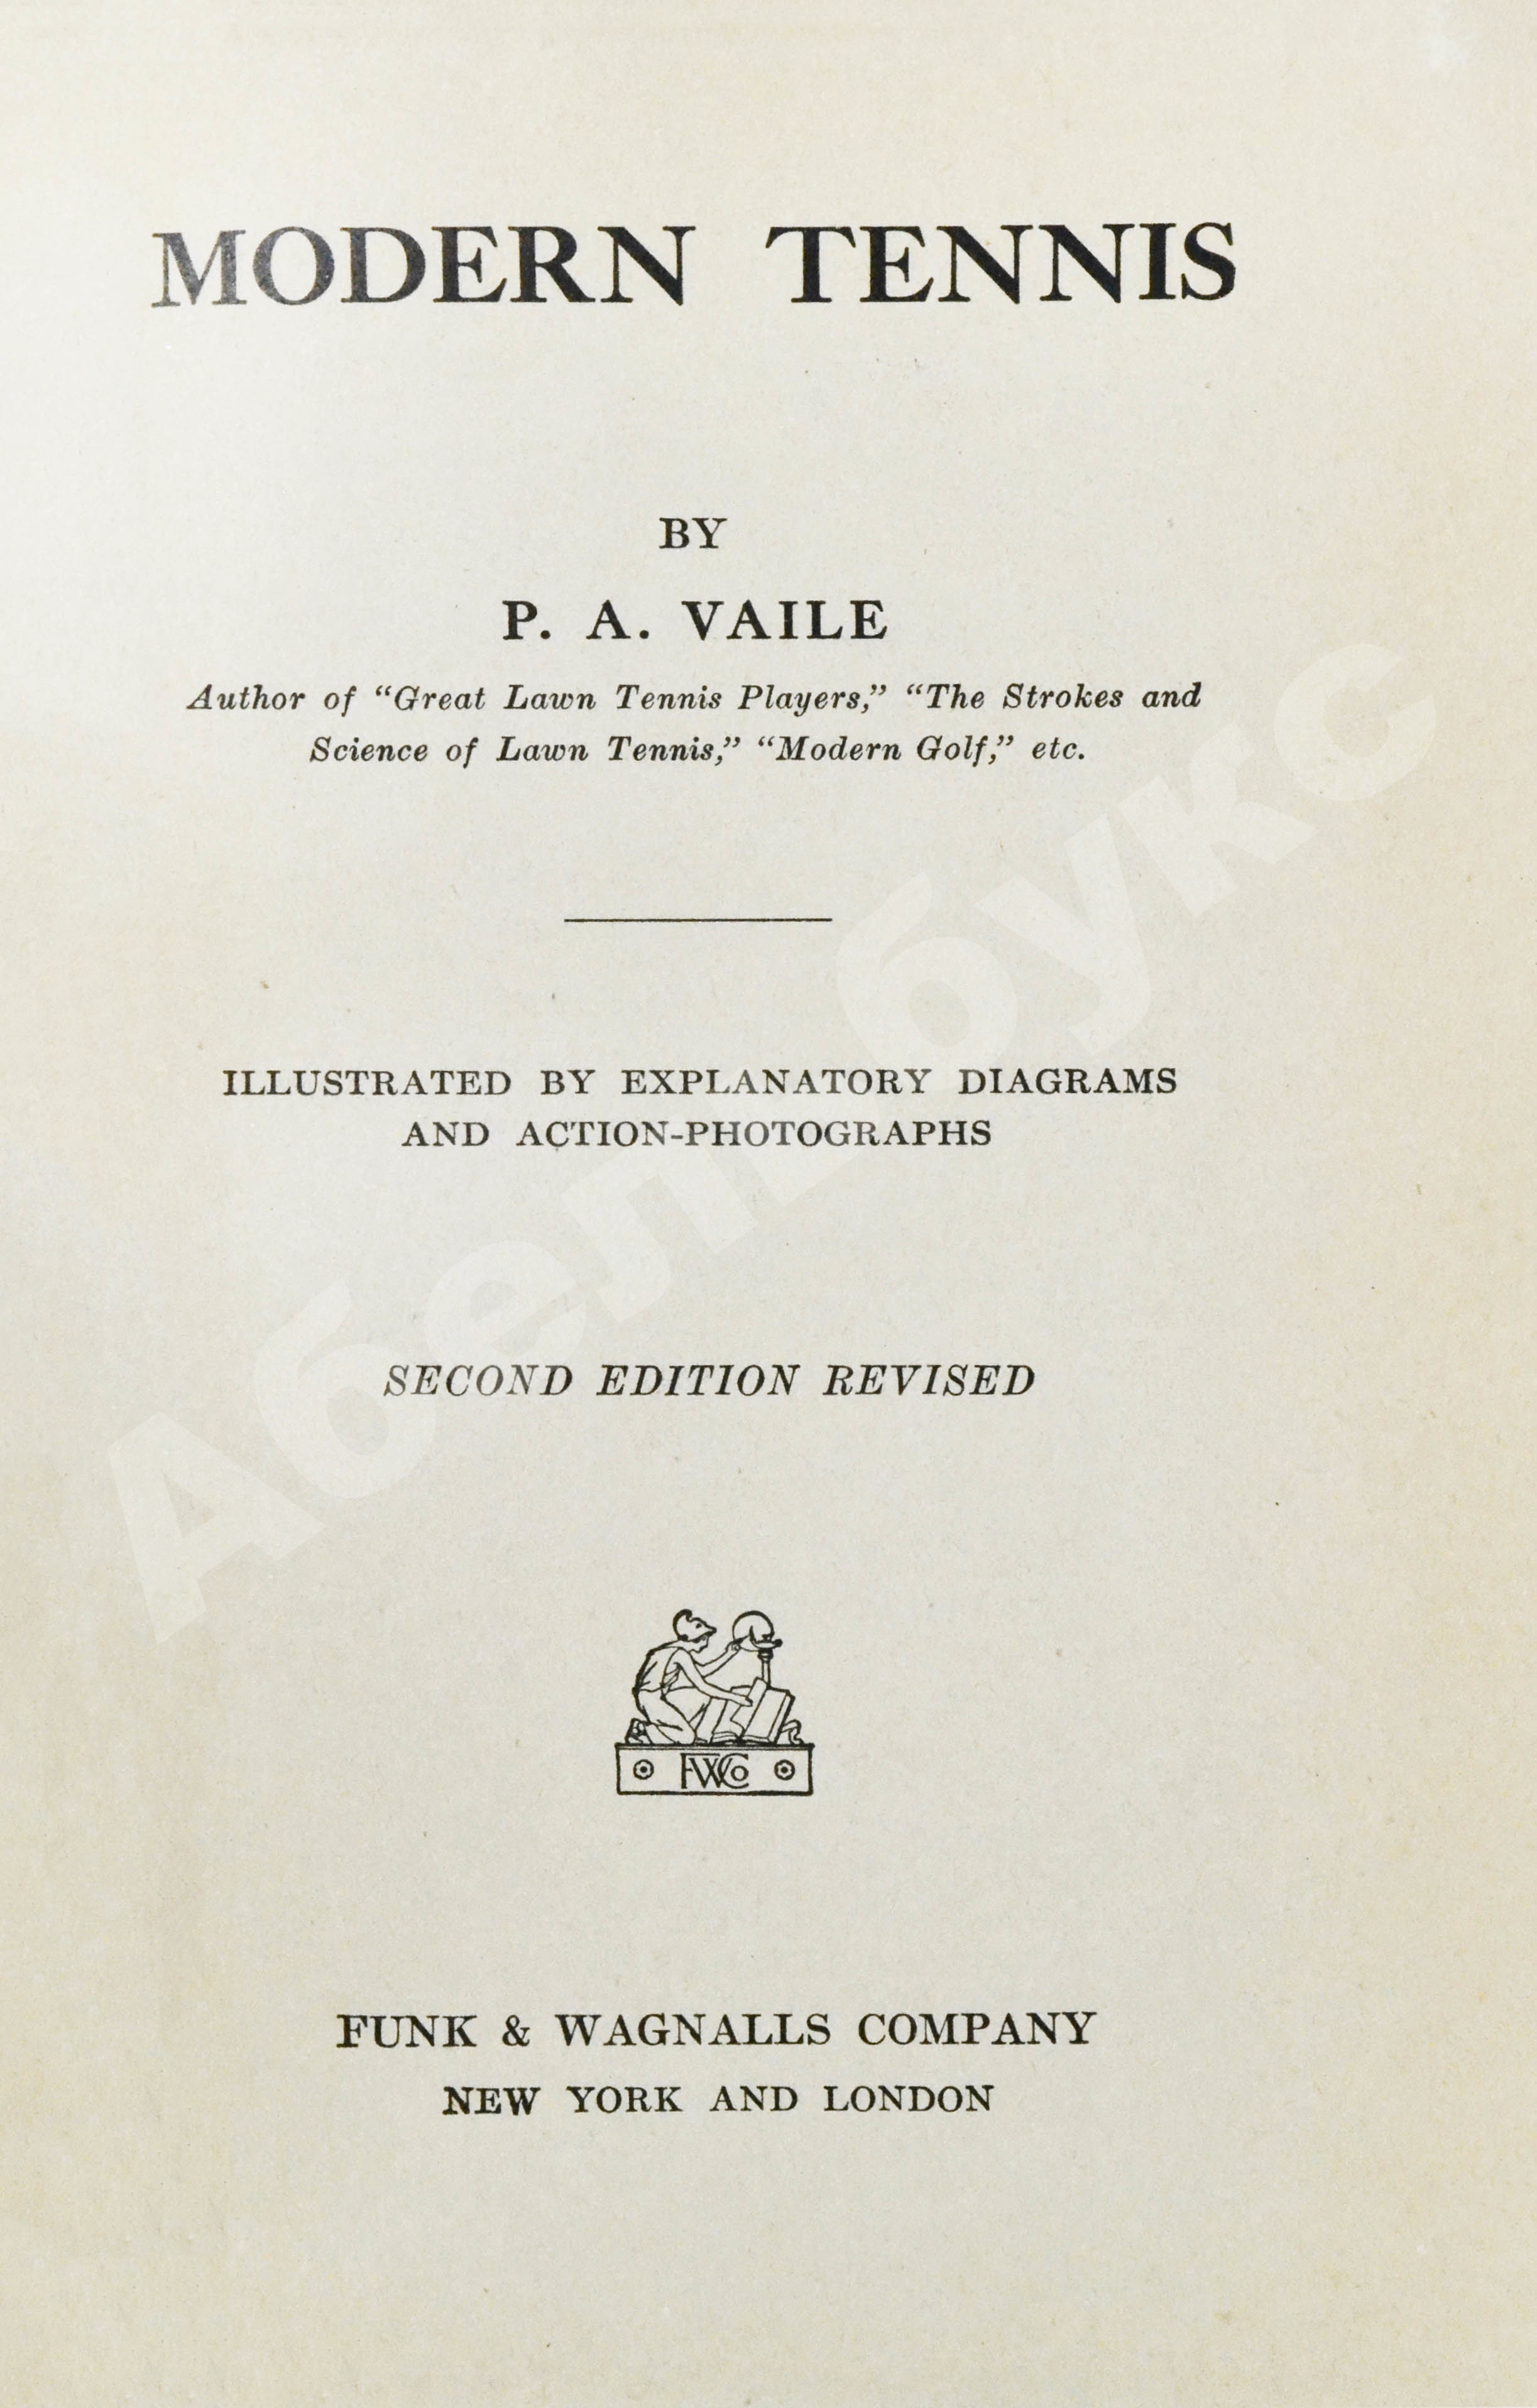 MODERN TENNIS
BY
P. A. VAILE
Author of “Great Lawn Tennis Players,” “The Strokes and
Science of Lawn Tennis,” “Modern Golf,” etc.
ILLUSTRATED BY EXPLANATORY DIAGRAMS
AND ACTION-PHOTOGRAPHS
SECOND EDITION REVISED
FWCo
FUNK & WAGNALLS COMPANY
NEW YORK AND LONDON
Абельбукс